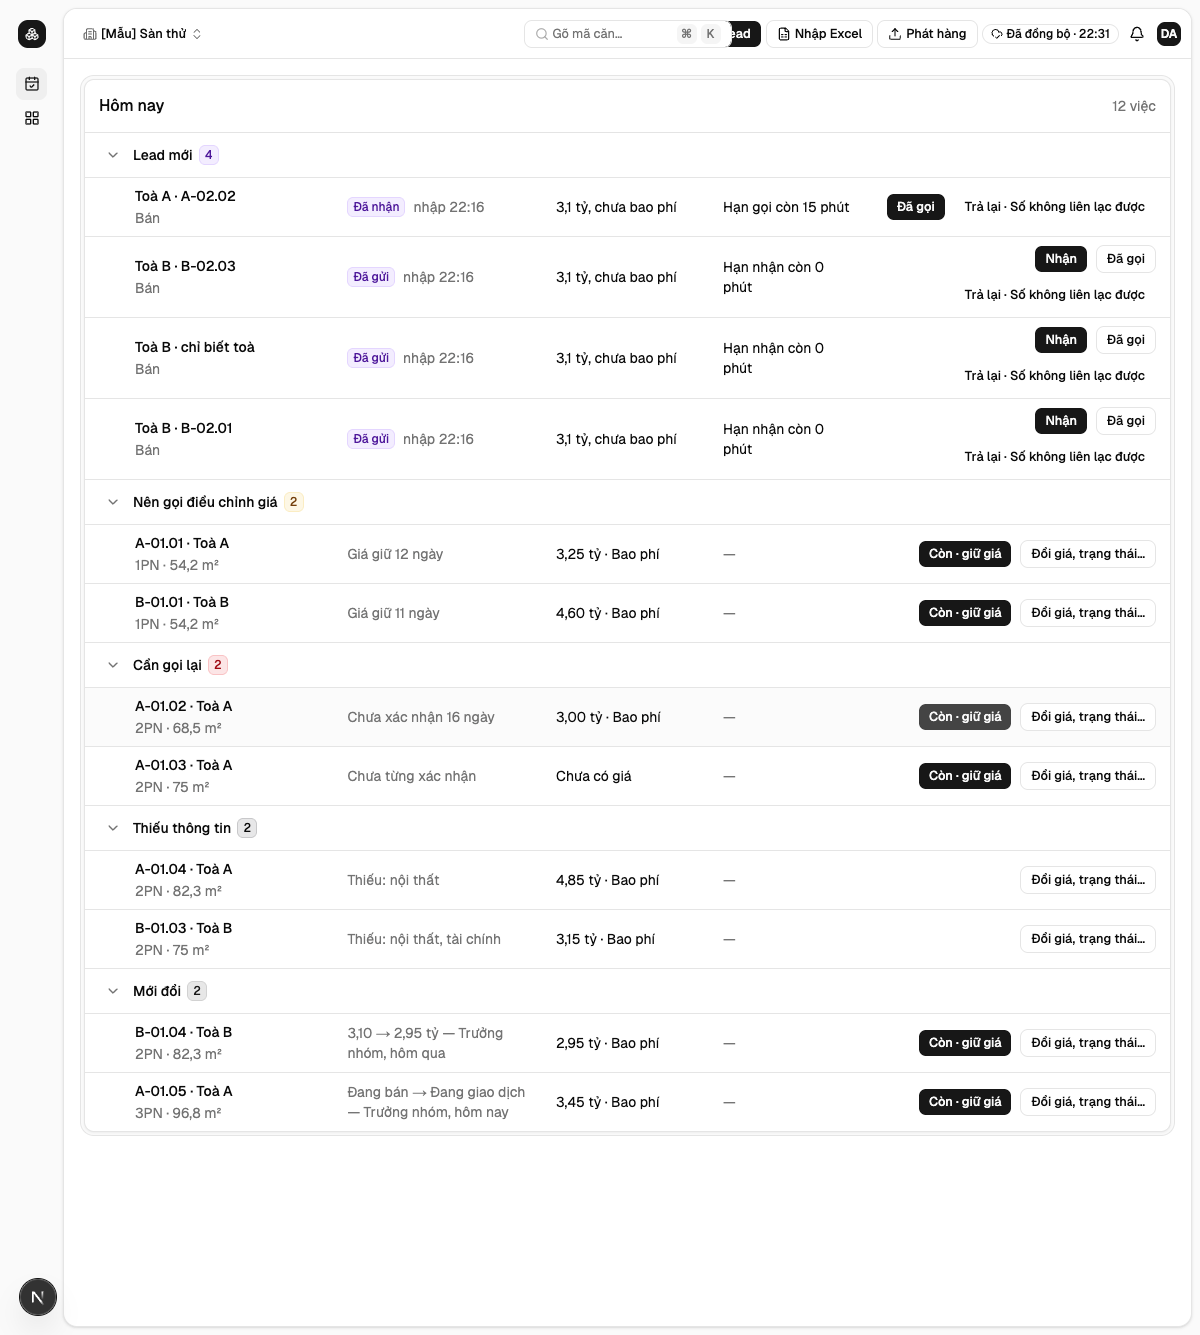 [Mẫu] Sàn thử
Gõ mã căn... ⌘ K
ead
Nhập Excel
Phát hàng
Đã đồng bộ · 22:31
DA
Hôm nay
12 việc
Lead mới 4
Toà A · A-02.02
Bán
Đã nhận nhập 22:16
3,1 tỷ, chưa bao phí
Hạn gọi còn 15 phút
Đã gọi
Trả lại · Số không liên lạc được
Toà B · B-02.03
Bán
Đã gửi nhập 22:16
3,1 tỷ, chưa bao phí
Hạn nhận còn 0
phút
Nhận
Đã gọi
Trả lại · Số không liên lạc được
Toà B · chỉ biết toà
Bán
Đã gửi nhập 22:16
3,1 tỷ, chưa bao phí
Hạn nhận còn 0
phút
Nhận
Đã gọi
Trả lại · Số không liên lạc được
Toà B · B-02.01
Bán
Đã gửi nhập 22:16
3,1 tỷ, chưa bao phí
Hạn nhận còn 0
phút
Nhận
Đã gọi
Trả lại · Số không liên lạc được
Nên gọi điều chỉnh giá 2
A-01.01 · Toà A
1PN · 54,2 m²
Giá giữ 12 ngày
3,25 tỷ · Bao phí
—
Còn · giữ giá
Đổi giá, trạng thái...
B-01.01 · Toà B
1PN · 54,2 m²
Giá giữ 11 ngày
4,60 tỷ · Bao phí
—
Còn · giữ giá
Đổi giá, trạng thái...
Cần gọi lại 2
A-01.02 · Toà A
2PN · 68,5 m²
Chưa xác nhận 16 ngày
3,00 tỷ · Bao phí
—
Còn · giữ giá
Đổi giá, trạng thái...
A-01.03 · Toà A
2PN · 75 m²
Chưa từng xác nhận
Chưa có giá
—
Còn · giữ giá
Đổi giá, trạng thái...
Thiếu thông tin 2
A-01.04 · Toà A
2PN · 82,3 m²
Thiếu: nội thất
4,85 tỷ · Bao phí
—
Đổi giá, trạng thái...
B-01.03 · Toà B
2PN · 75 m²
Thiếu: nội thất, tài chính
3,15 tỷ · Bao phí
—
Đổi giá, trạng thái...
Mới đổi 2
B-01.04 · Toà B
2PN · 82,3 m²
3,10 → 2,95 tỷ — Trưởng
nhóm, hôm qua
2,95 tỷ · Bao phí
—
Còn · giữ giá
Đổi giá, trạng thái...
A-01.05 · Toà A
3PN · 96,8 m²
Đang bán → Đang giao dịch
— Trưởng nhóm, hôm nay
3,45 tỷ · Bao phí
—
Còn · giữ giá
Đổi giá, trạng thái...
N